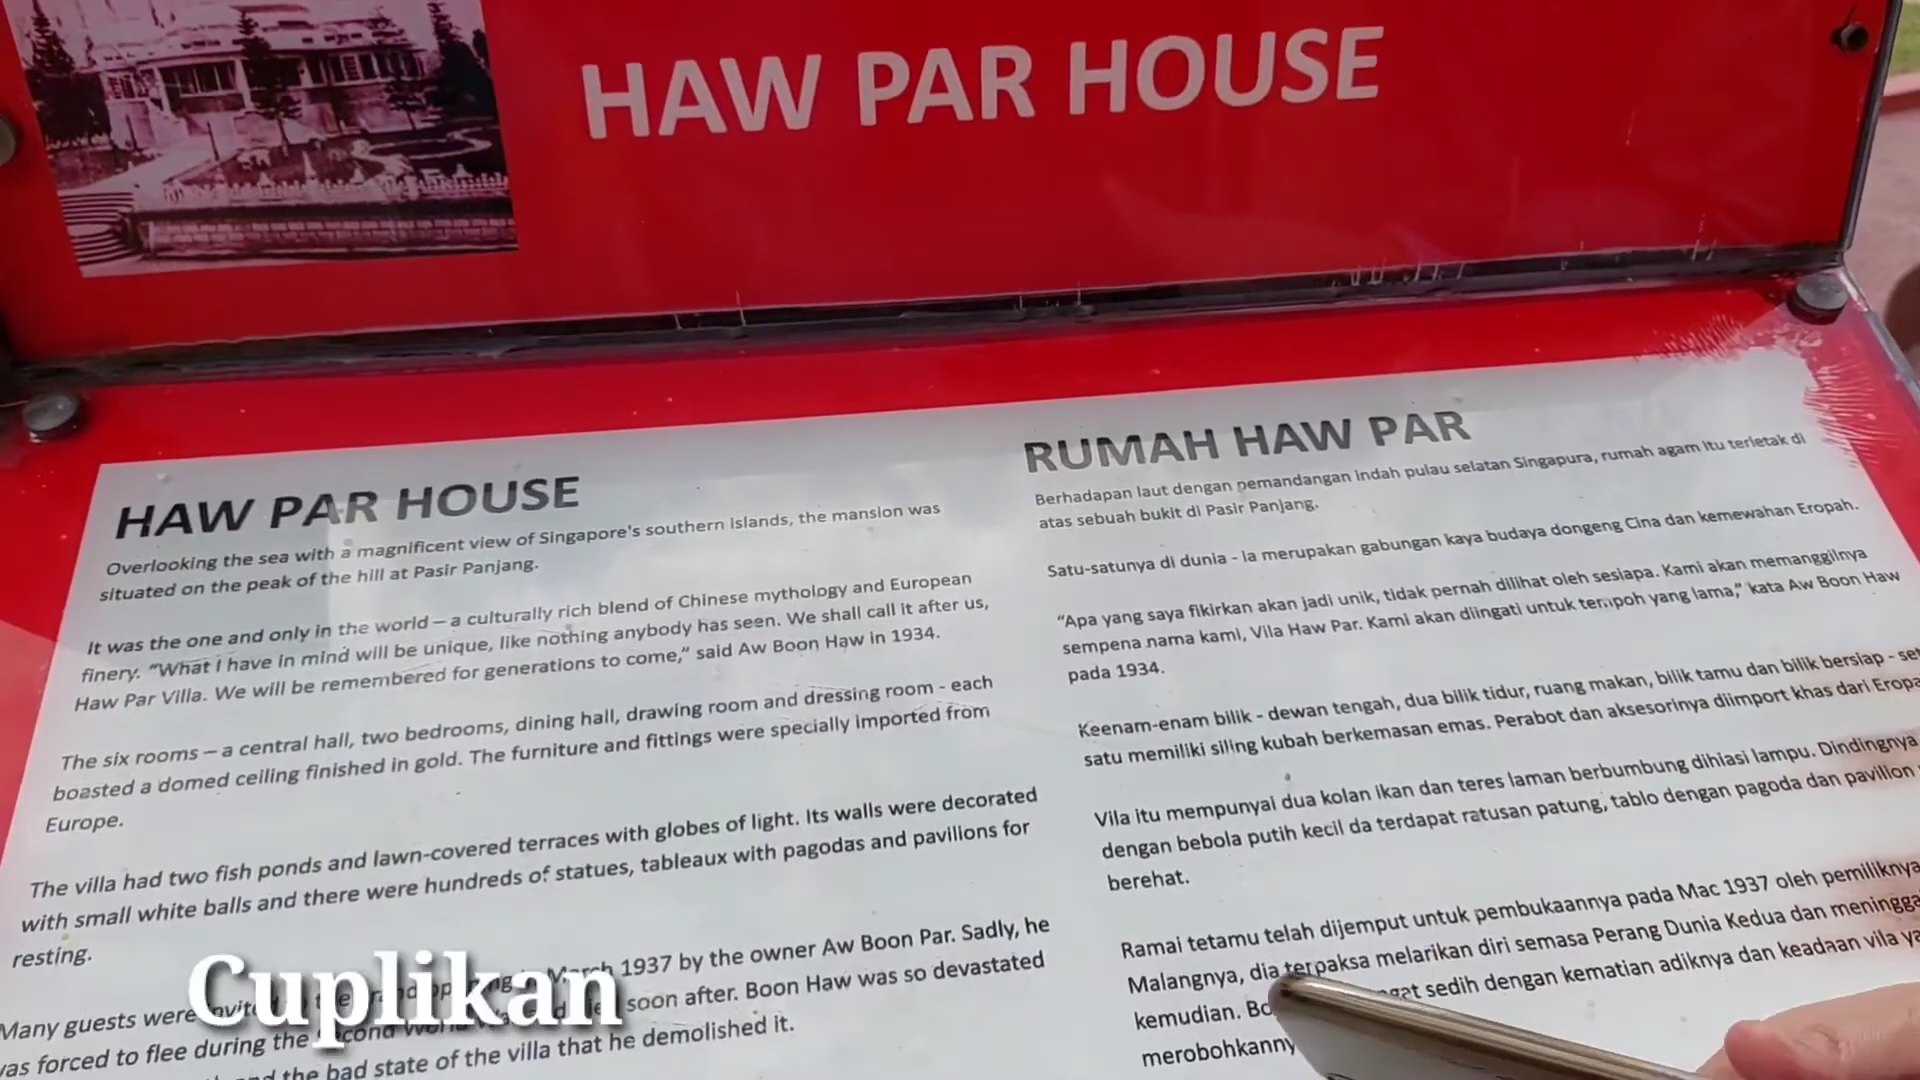 HAW PAR HOUSE
HAW PAR HOUSE
Overlooking the sea with a magnificent view of Singapore's southern islands, the mansion was
situated on the peak of the hill at Pasir Panjang.
It was the one and only in the world – a culturally rich blend of Chinese mythology and European
finery. “What I have in mind will be unique, like nothing anybody has seen. We shall call it after us,
Haw Par Villa. We will be remembered for generations to come,” said Aw Boon Haw in 1934.
The six rooms – a central hall, two bedrooms, dining hall, drawing room and dressing room - each
boasted a domed ceiling finished in gold. The furniture and fittings were specially imported from
Europe.
The villa had two fish ponds and lawn-covered terraces with globes of light. Its walls were decorated
with small white balls and there were hundreds of statues, tableaux with pagodas and pavilions for
resting.
Many guests were March 1937 by the owner Aw Boon Par. Sadly, he
was forced to flee during the Second World soon after. Boon Haw was so devastated
and the bad state of the villa that he demolished it.
RUMAH HAW PAR
Berhadapan laut dengan pemandangan indah pulau selatan Singapura, rumah agam itu terletak di
atas sebuah bukit di Pasir Panjang.
Satu-satunya di dunia - Ia merupakan gabungan kaya budaya dongeng Cina dan kemewahan Eropah.
“Apa yang saya fikirkan akan jadi unik, tidak pernah dilihat oleh sesiapa. Kami akan memanggilnya
sempena nama kami, Vila Haw Par. Kami akan diingati untuk tempoh yang lama,” kata Aw Boon Haw
pada 1934.
Keenam-enam bilik - dewan tengah, dua bilik tidur, ruang makan, bilik tamu dan bilik bersiap -
satu memiliki siling kubah berkemasan emas. Perabot dan aksesorinya diimport khas dari Eropa
Vila itu mempunyai dua kolan ikan dan teres laman berbumbung dihiasi lampu. Dindingnya
dengan bebola putih kecil da terdapat ratusan patung, tablo dengan pagoda dan pavilion
berehat.
Ramai tetamu telah dijemput untuk pembukaannya pada Mac 1937 oleh pemiliknya
Malangnya, dia terpaksa melarikan diri semasa Perang Dunia Kedua dan meningga
kemudian. sedih dengan kematian adiknya dan keadaan vila
merobohkanny
Cuplikan